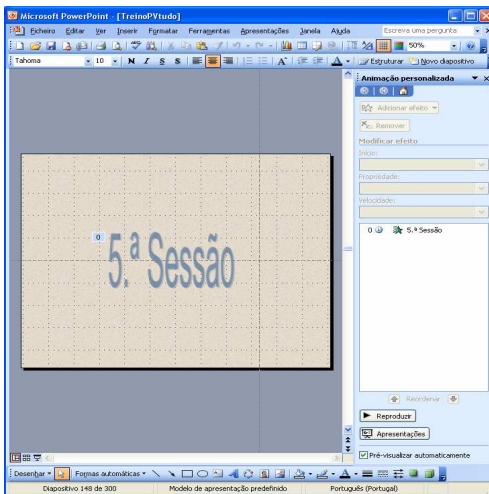 Microsoft PowerPoint - [TreinoPVtudo]
Ficheiro Editar Ver Inserir Formatar Ferramentas Apresentações Janela Ajuda Escreva uma pergunta
50%
Tahoma 10 N I S S A A Estruturar Novo diapositivo
Animação personalizada
Adicionar efeito
Remover
Modificar efeito
Início:
Propriedade:
Velocidade:
0 5.ª Sessão
0
5.ª Sessão
Reordenar
Reproduzir
Apresentações
Pré-visualizar automaticamente
Desenhar Formas automáticas A A
Diapositivo 148 de 300 Modelo de apresentação predefinido Português (Portugal)